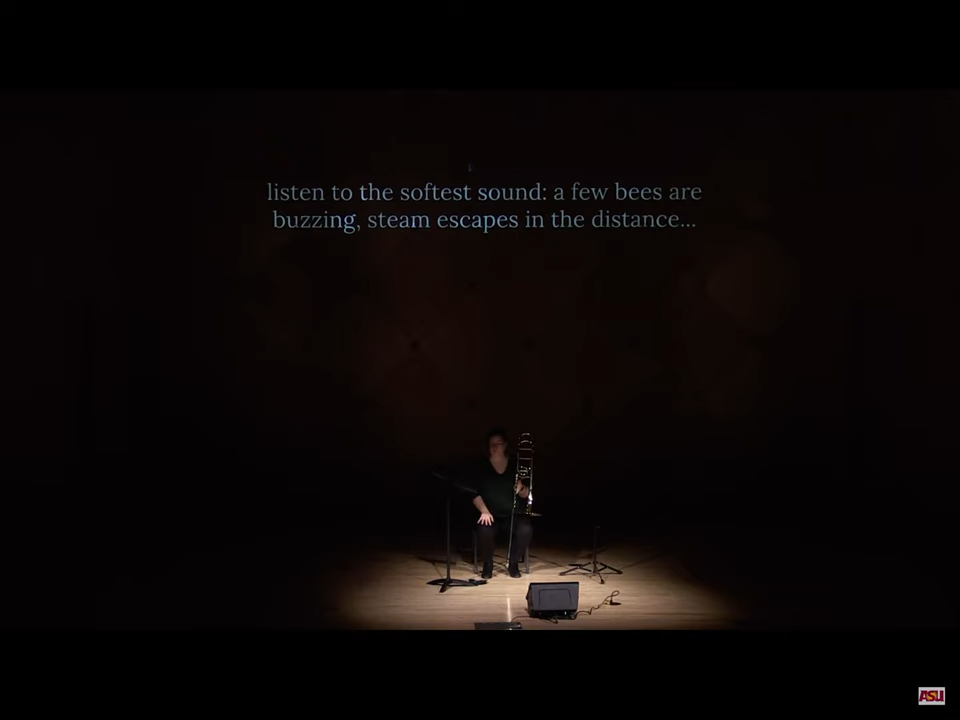 listen to the softest sound: a few bees are
buzzing, steam escapes in the distance...
ASU